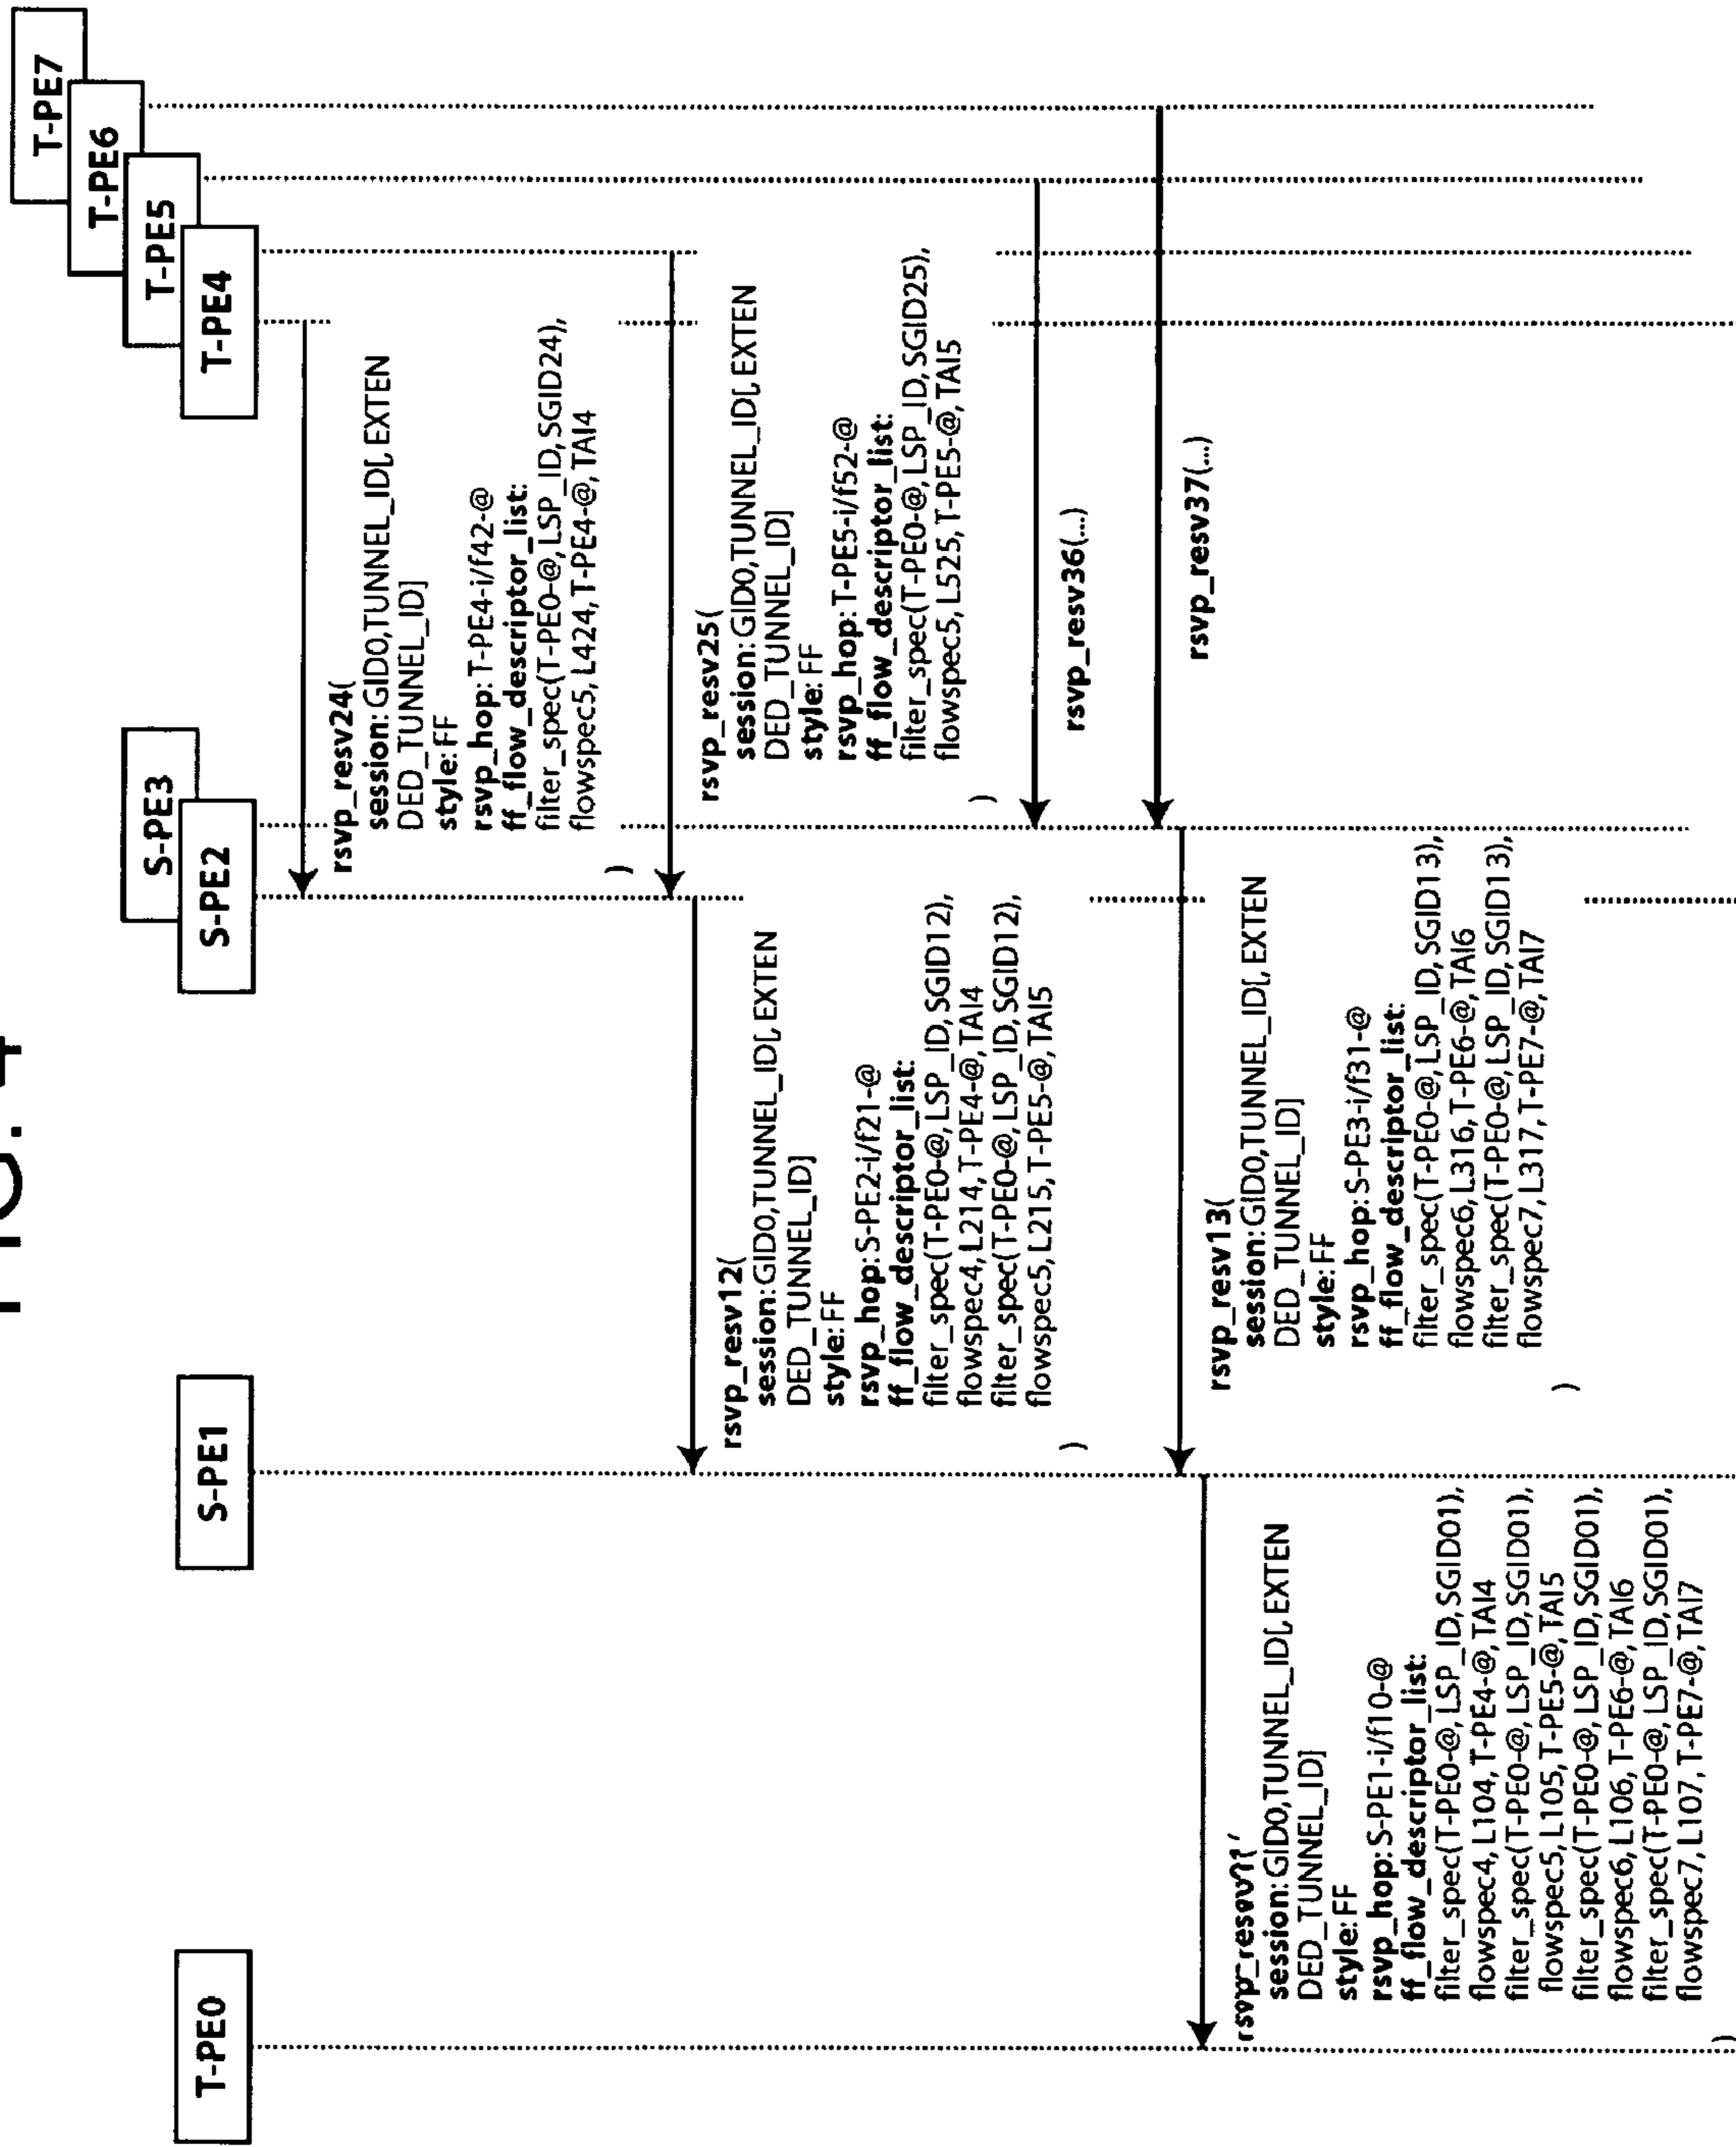 T-PE0
S-PE1
S-PE3
S-PE2
T-PE7
T-PE6
T-PE5
T-PE4
rsvp_resv24(
session: GID0,TUNNEL_ID[, EXTEN
DED_TUNNEL_ID]
style: FF
rsvp_hop: T-PE4-i/f42-@
ff_flow_descriptor_list:
filter_spec(T-PE0-@, LSP_ID, SGID24),
flowspec5, L424, T-PE4-@, TAI4
)
rsvp_resv25(
session: GID0,TUNNEL_ID[, EXTEN
DED_TUNNEL_ID]
style: FF
rsvp_hop: T-PE5-i/f52-@
ff_flow_descriptor_list:
filter_spec(T-PE0-@, LSP_ID, SGID25),
flowspec5, L525, T-PE5-@, TAI5
)
rsvp_resv12(
session: GID0,TUNNEL_ID[, EXTEN
DED_TUNNEL_ID]
style: FF
rsvp_hop: S-PE2-i/f21-@
ff_flow_descriptor_list:
filter_spec(T-PE0-@, LSP_ID, SGID12),
flowspec4, L214, T-PE4-@, TAI4
filter_spec(T-PE0-@, LSP_ID, SGID12),
flowspec5, L215, T-PE5-@, TAI5
)
rsvp_resv36(...)
rsvp_resv37(...)
rsvp_resv13(
session: GID0,TUNNEL_ID[, EXTEN
DED_TUNNEL_ID]
style: FF
rsvp_hop: S-PE3-i/f31-@
ff_flow_descriptor_list:
filter_spec(T-PE0-@, LSP_ID, SGID13),
flowspec6, L316, T-PE6-@, TAI6
filter_spec(T-PE0-@, LSP_ID, SGID13),
flowspec7, L317, T-PE7-@, TAI7
)
rsvp_resv01(
session: GID0,TUNNEL_ID[, EXTEN
DED_TUNNEL_ID]
style: FF
rsvp_hop: S-PE1-i/f10-@
ff_flow_descriptor_list:
filter_spec(T-PE0-@, LSP_ID, SGID01),
flowspec4, L104, T-PE4-@, TAI4
filter_spec(T-PE0-@, LSP_ID, SGID01),
flowspec5, L105, T-PE5-@, TAI5
filter_spec(T-PE0-@, LSP_ID, SGID01),
flowspec6, L106, T-PE6-@, TAI6
filter_spec(T-PE0-@, LSP_ID, SGID01),
flowspec7, L107, T-PE7-@, TAI7
)